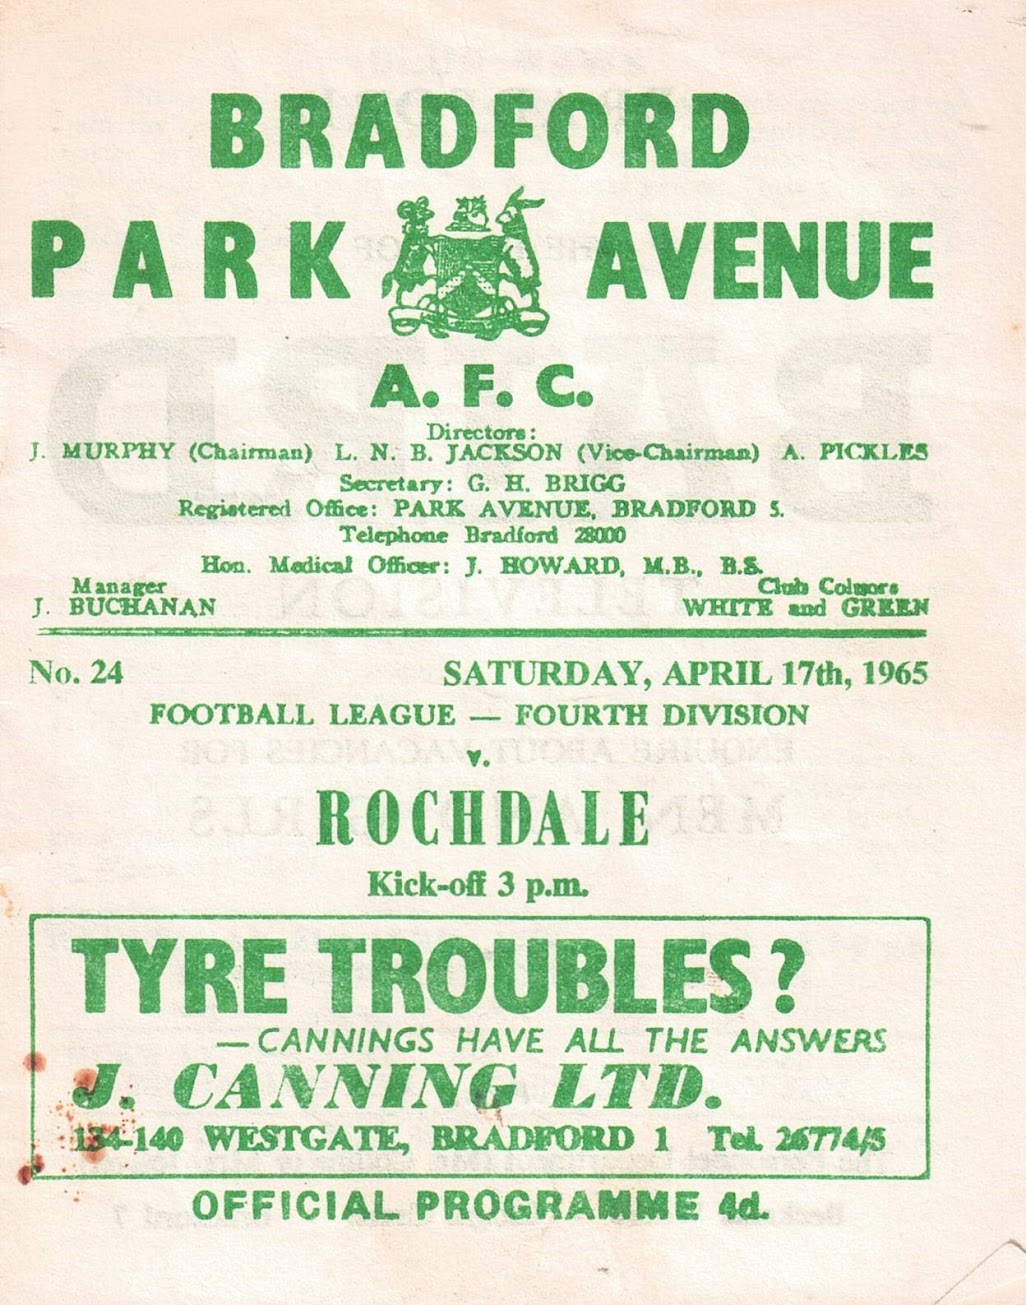 BRADFORD
PARK AVENUE
A. F. C.
Directors:
J. MURPHY (Chairman) L. N. B. JACKSON (Vice-Chairman) A. PICKLES
Secretary: G. H. BRIGG
Registered Office: PARK AVENUE, BRADFORD 5.
Telephone Bradford 28000
Hon. Medical Officer: J. HOWARD, M.B., B.S.
Manager Club Colours
J. BUCHANAN WHITE and GREEN
No. 24 SATURDAY, APRIL 17th, 1965
FOOTBALL LEAGUE — FOURTH DIVISION
v.
ROCHDALE
Kick-off 3 p.m.
TYRE TROUBLES?
— CANNINGS HAVE ALL THE ANSWERS
J. CANNING LTD.
134-140 WESTGATE, BRADFORD 1 Tel. 26774/5
OFFICIAL PROGRAMME 4d.